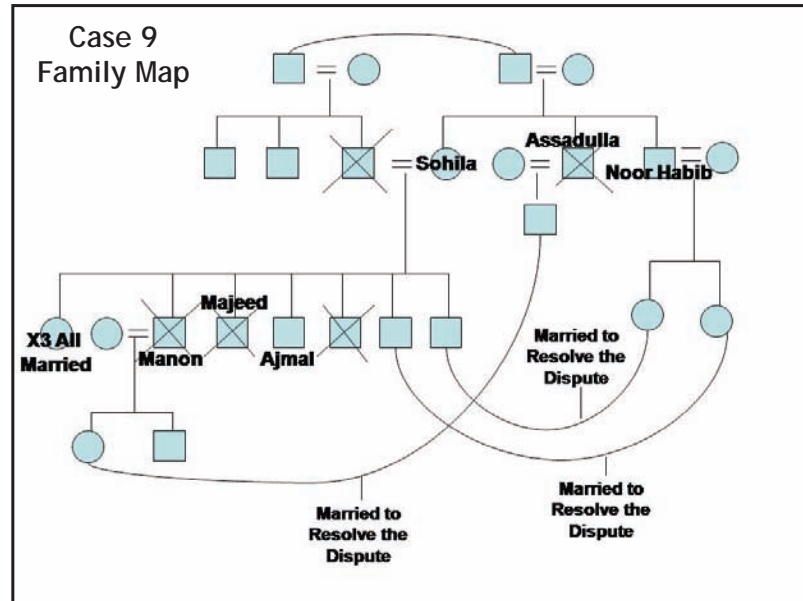 Case 9
Family Map
Assadulla
Sohila
Noor Habib
Majeed
X3 All
Married
Manon
Ajmal
Married to
Resolve the
Dispute
Married to
Resolve the
Dispute
Married to
Resolve the
Dispute